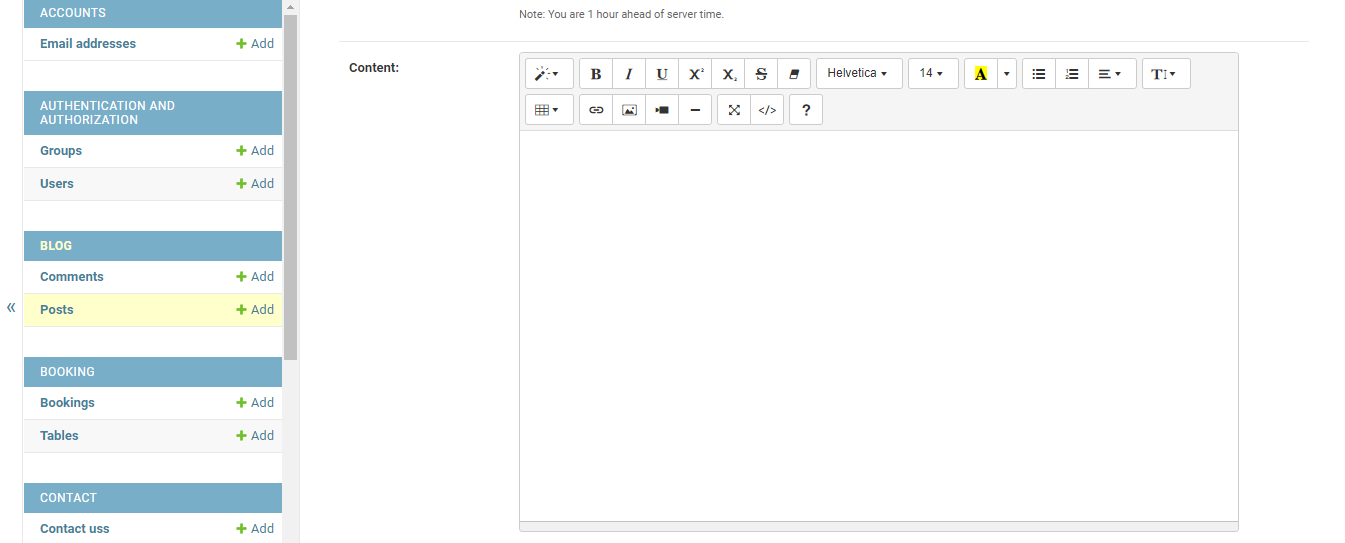 ACCOUNTS
Email addresses + Add
AUTHENTICATION AND
AUTHORIZATION
Groups + Add
Users + Add
BLOG
Comments + Add
Posts + Add
BOOKING
Bookings + Add
Tables + Add
CONTACT
Contact uss + Add
«
Note: You are 1 hour ahead of server time.
Content:
B I U X² X₂ S Helvetica 14 A T
</> ?